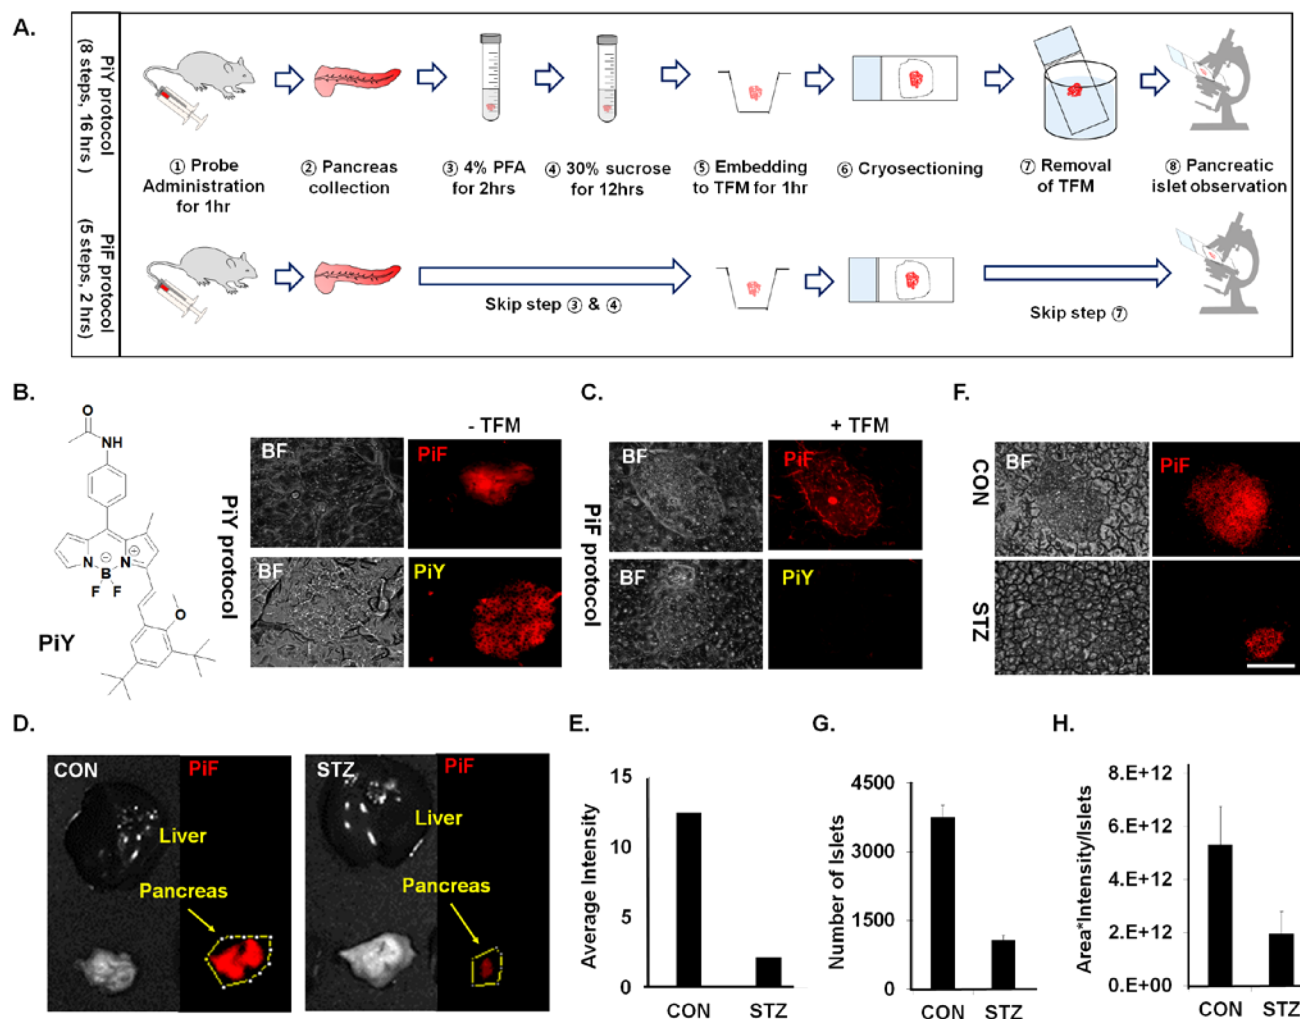 A.
PiY protocol
(8 steps, 16 hrs)
① Probe
Administration
for 1hr
② Pancreas
collection
③ 4% PFA
for 2hrs
④ 30% sucrose
for 12hrs
⑤ Embedding
to TFM for 1hr
⑥ Cryosectioning
⑦ Removal
of TFM
⑧ Pancreatic
islet observation
PiF protocol
(5 steps, 2 hrs)
Skip step ③ & ④
Skip step ⑦
B.
O
NH
N
N
+
−
B
F
F
O
PiY
- TFM
PiY protocol
BF
PiF
BF
PiY
C.
+ TFM
PiF protocol
BF
PiF
BF
PiY
F.
CON
BF
PiF
STZ
D.
CON
PiF
Liver
Pancreas
STZ
PiF
Liver
Pancreas
E.
Average Intensity
15
10
5
0
CON
STZ
G.
Number of Islets
4500
3000
1500
0
CON
STZ
H.
Area*Intensity/Islets
8.E+12
6.E+12
4.E+12
2.E+12
0.E+00
CON
STZ